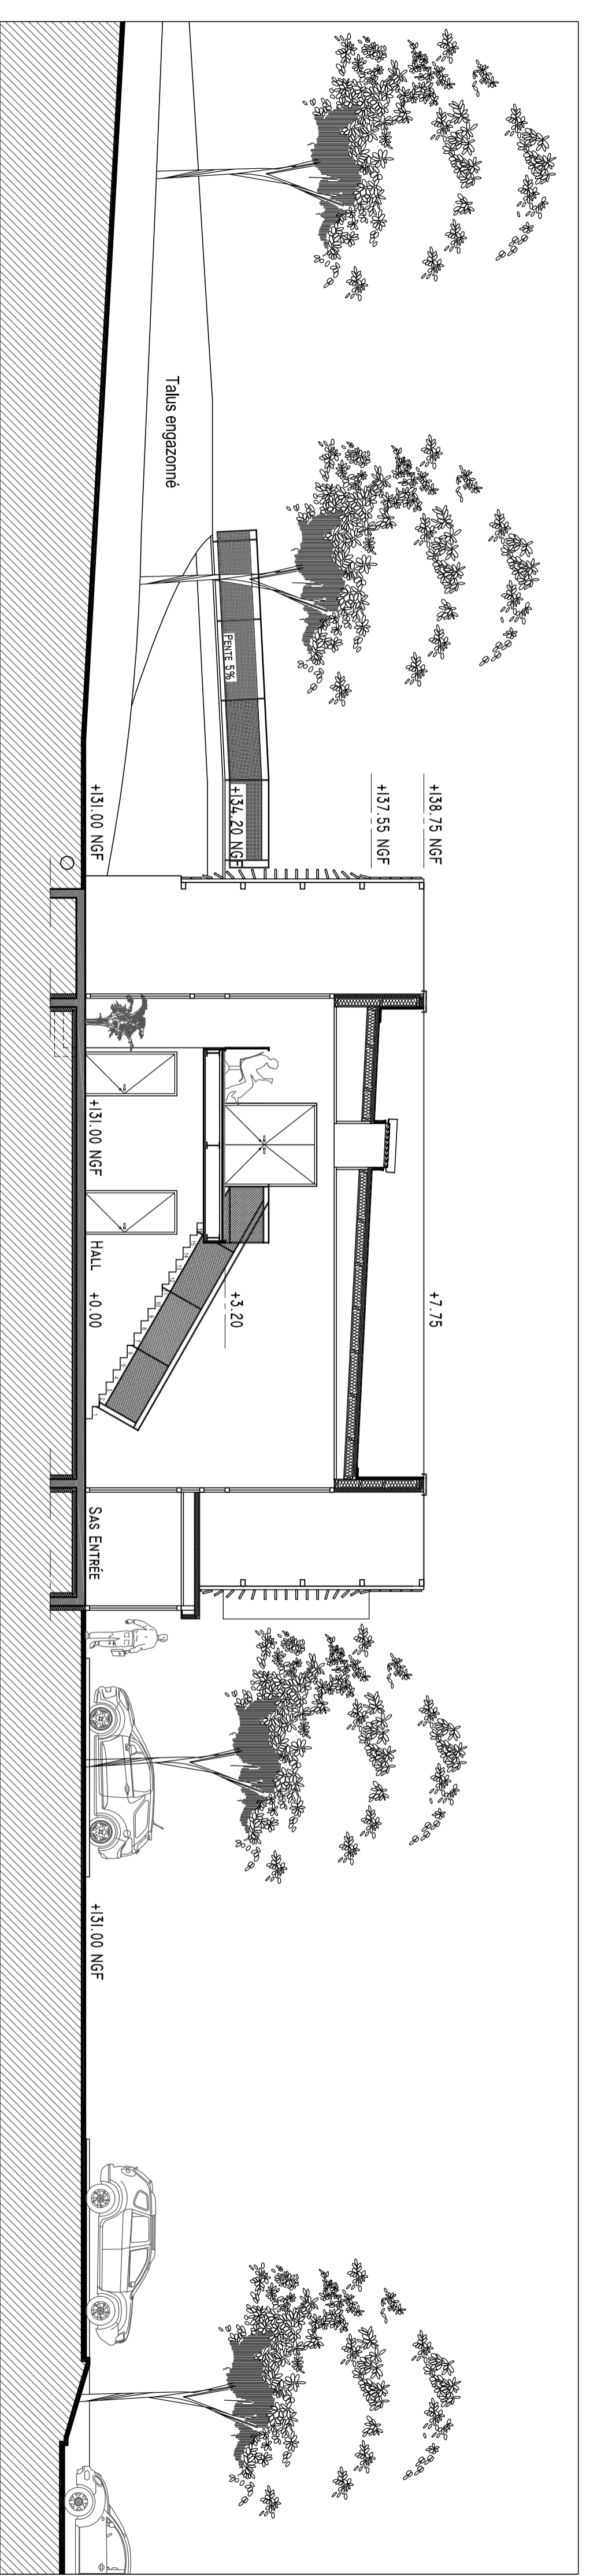 +138.75 NGF
+7.75
+137.55 NGF
+134.20 NGF
+3.20
PENTE 5%
Talus engazonné
+131.00 NGF
+131.00 NGF
HALL +0.00
SAS ENTRÉE
+131.00 NGF